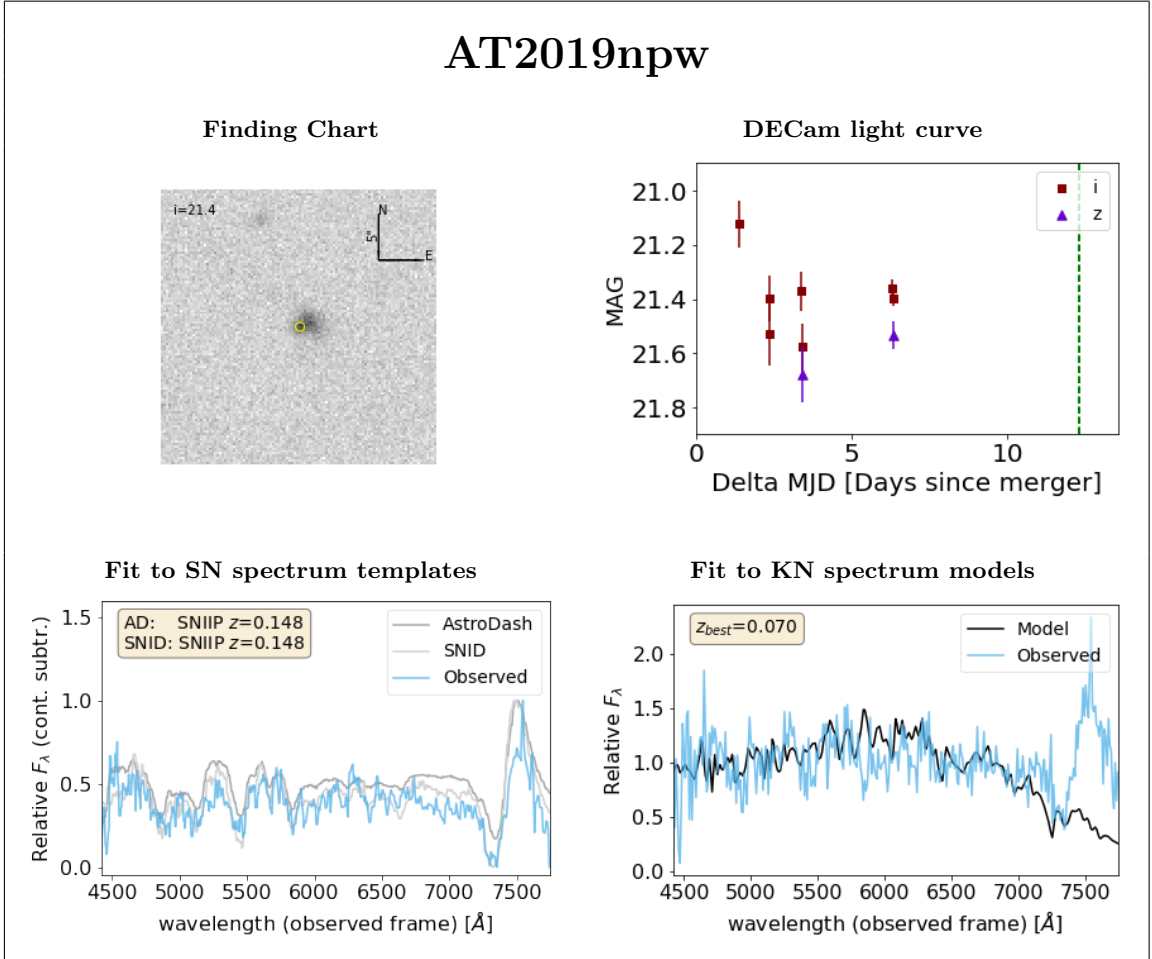 AT2019npw
Finding Chart
i=21.4
N
5"
E
DECam light curve
21.0
21.2
21.4
21.6
21.8
MAG
i
z
0 5 10
Delta MJD [Days since merger]
Fit to SN spectrum templates
AD: SNIIP z=0.148
SNID: SNIIP z=0.148
AstroDash
SNID
Observed
1.5
1.0
0.5
0.0
Relative Fλ (cont. subtr.)
4500 5000 5500 6000 6500 7000 7500
wavelength (observed frame) [Å]
Fit to KN spectrum models
zbest=0.070
Model
Observed
2.0
1.5
1.0
0.5
0.0
Relative Fλ
4500 5000 5500 6000 6500 7000 7500
wavelength (observed frame) [Å]